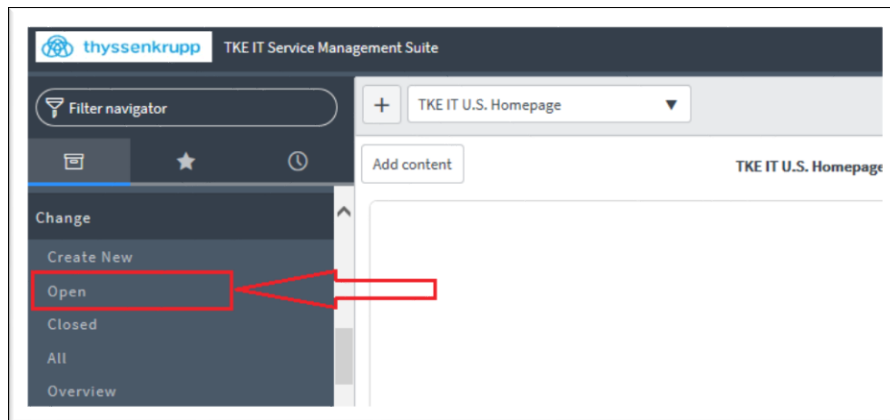 thyssenkrupp TKE IT Service Management Suite
Filter navigator
+ TKE IT U.S. Homepage
Add content
TKE IT U.S. Homepage
Change
Create New
Open
Closed
All
Overview